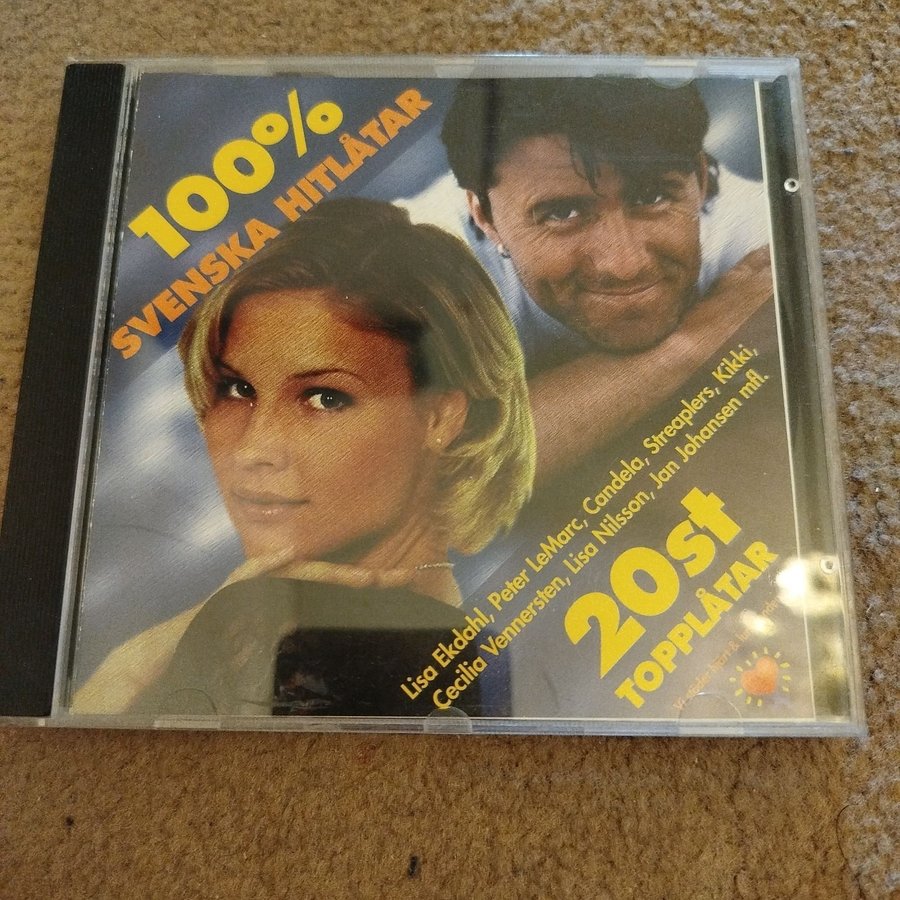 100%
SVENSKA HITLÅTAR
Lisa Ekdahl, Peter LeMarc, Candela, Streaplers, Kikki,
Cecilia Vennersten, Lisa Nilsson, Jan Johansen mfl.
20st
TOPPLÅTAR